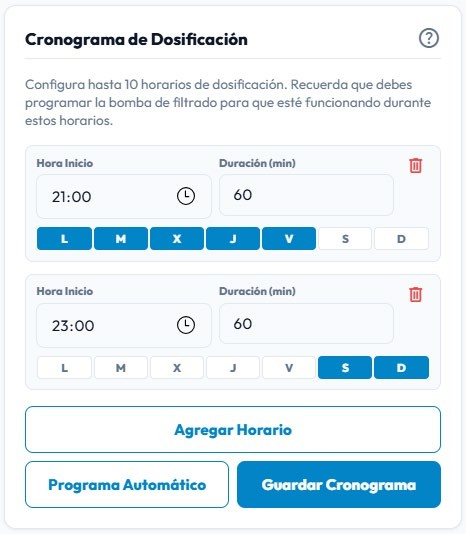 Cronograma de Dosificación ?
Configura hasta 10 horarios de dosificación. Recuerda que debes
programar la bomba de filtrado para que esté funcionando durante
estos horarios.
Hora Inicio Duración (min)
21:00 60
L M X J V S D
Hora Inicio Duración (min)
23:00 60
L M X J V S D
Agregar Horario
Programa Automático Guardar Cronograma